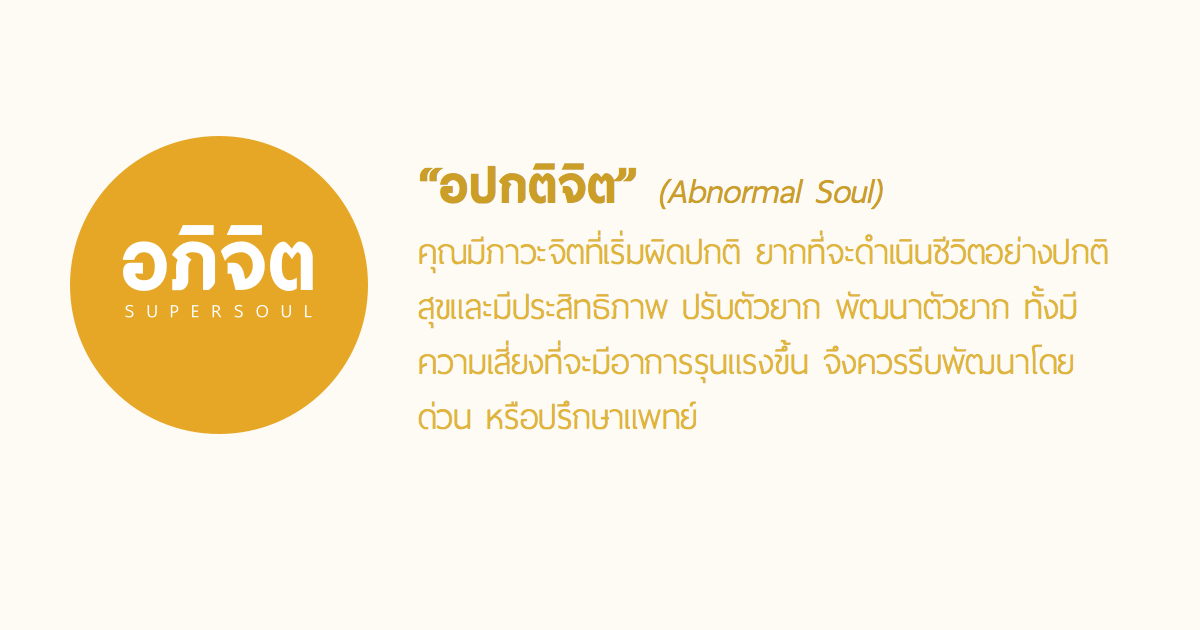 อภิจิต
SUPERSOUL
“อปกติจิต” (Abnormal Soul)
คุณมีภาวะจิตที่เริ่มผิดปกติ ยากที่จะดำเนินชีวิตอย่างปกติ
สุขและมีประสิทธิภาพ ปรับตัวยาก พัฒนาตัวยาก ทั้งมี
ความเสี่ยงที่จะมีอาการรุนแรงขึ้น จึงควรรีบพัฒนาโดย
ด่วน หรือปรึกษาแพทย์